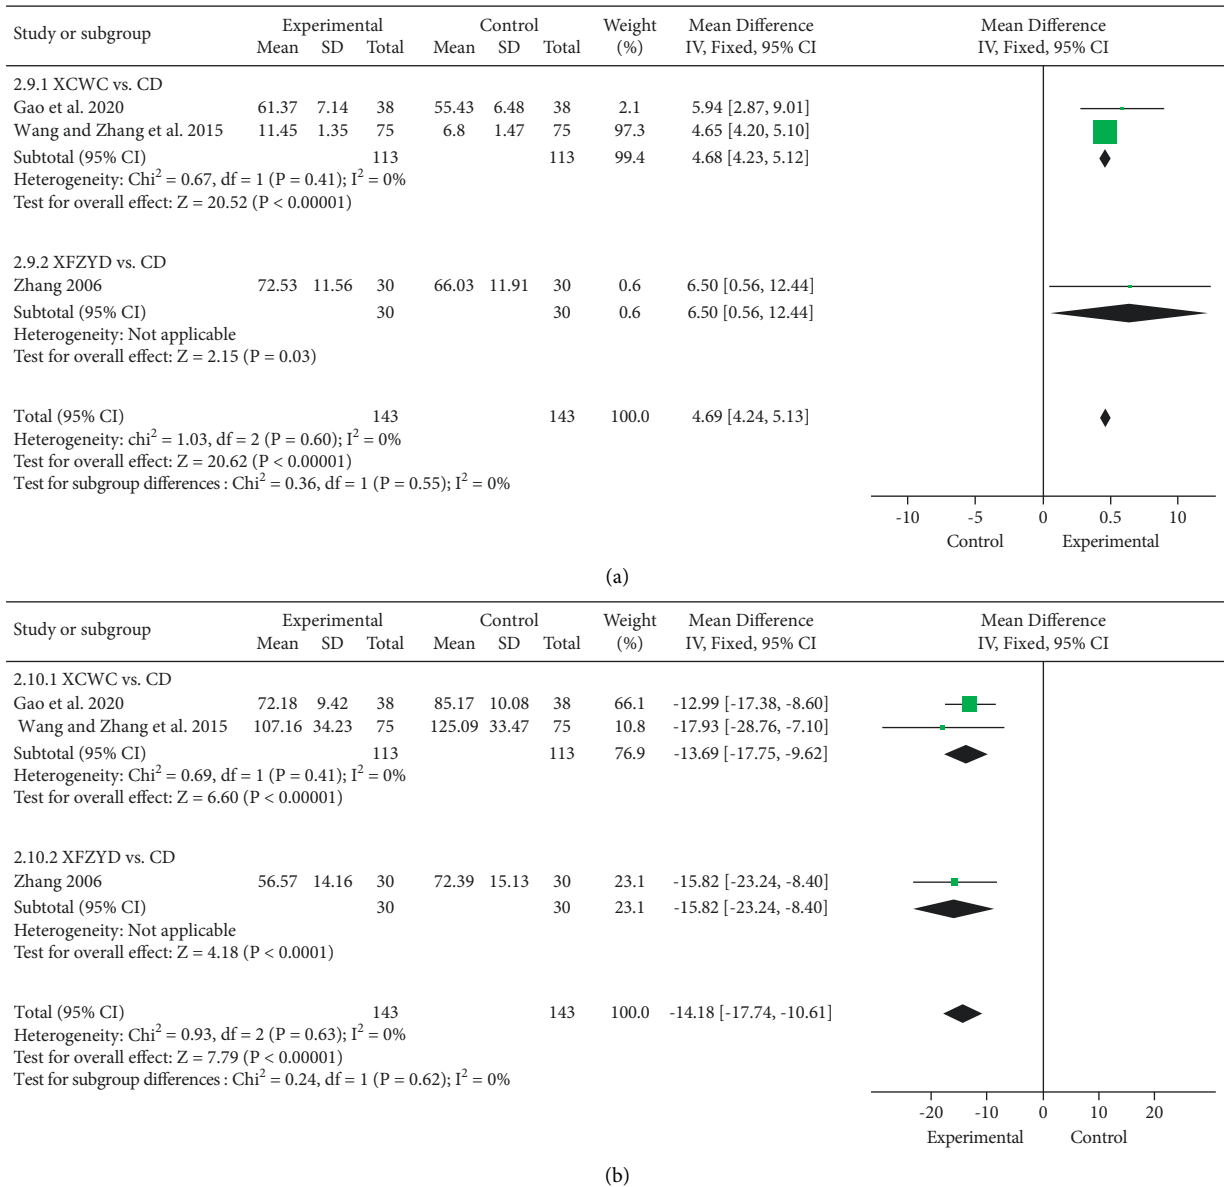 Study or subgroup Experimental Control Weight Mean Difference Mean Difference
Mean SD Total Mean SD Total (%) IV, Fixed, 95% CI IV, Fixed, 95% CI
2.9.1 XCWC vs. CD
Gao et al. 2020 61.37 7.14 38 55.43 6.48 38 2.1 5.94 [2.87, 9.01]
Wang and Zhang et al. 2015 11.45 1.35 75 6.8 1.47 75 97.3 4.65 [4.20, 5.10]
Subtotal (95% CI) 113 113 99.4 4.68 [4.23, 5.12]
Heterogeneity: Chi² = 0.67, df = 1 (P = 0.41); I² = 0%
Test for overall effect: Z = 20.52 (P < 0.00001)
2.9.2 XFZYD vs. CD
Zhang 2006 72.53 11.56 30 66.03 11.91 30 0.6 6.50 [0.56, 12.44]
Subtotal (95% CI) 30 30 0.6 6.50 [0.56, 12.44]
Heterogeneity: Not applicable
Test for overall effect: Z = 2.15 (P = 0.03)
Total (95% CI) 143 143 100.0 4.69 [4.24, 5.13]
Heterogeneity: chi² = 1.03, df = 2 (P = 0.60); I² = 0%
Test for overall effect: Z = 20.62 (P < 0.00001)
Test for subgroup differences : Chi² = 0.36, df = 1 (P = 0.55); I² = 0%
-10 -5 0 0.5 10
Control Experimental
(a)
Study or subgroup Experimental Control Weight Mean Difference Mean Difference
Mean SD Total Mean SD Total (%) IV, Fixed, 95% CI IV, Fixed, 95% CI
2.10.1 XCWC vs. CD
Gao et al. 2020 72.18 9.42 38 85.17 10.08 38 66.1 -12.99 [-17.38, -8.60]
Wang and Zhang et al. 2015 107.16 34.23 75 125.09 33.47 75 10.8 -17.93 [-28.76, -7.10]
Subtotal (95% CI) 113 113 76.9 -13.69 [-17.75, -9.62]
Heterogeneity: Chi² = 0.69, df = 1 (P = 0.41); I² = 0%
Test for overall effect: Z = 6.60 (P < 0.00001)
2.10.2 XFZYD vs. CD
Zhang 2006 56.57 14.16 30 72.39 15.13 30 23.1 -15.82 [-23.24, -8.40]
Subtotal (95% CI) 30 30 23.1 -15.82 [-23.24, -8.40]
Heterogeneity: Not applicable
Test for overall effect: Z = 4.18 (P < 0.0001)
Total (95% CI) 143 143 100.0 -14.18 [-17.74, -10.61]
Heterogeneity: Chi² = 0.93, df = 2 (P = 0.63); I² = 0%
Test for overall effect: Z = 7.79 (P < 0.00001)
Test for subgroup differences : Chi² = 0.24, df = 1 (P = 0.62); I² = 0%
-20 -10 0 10 20
Experimental Control
(b)